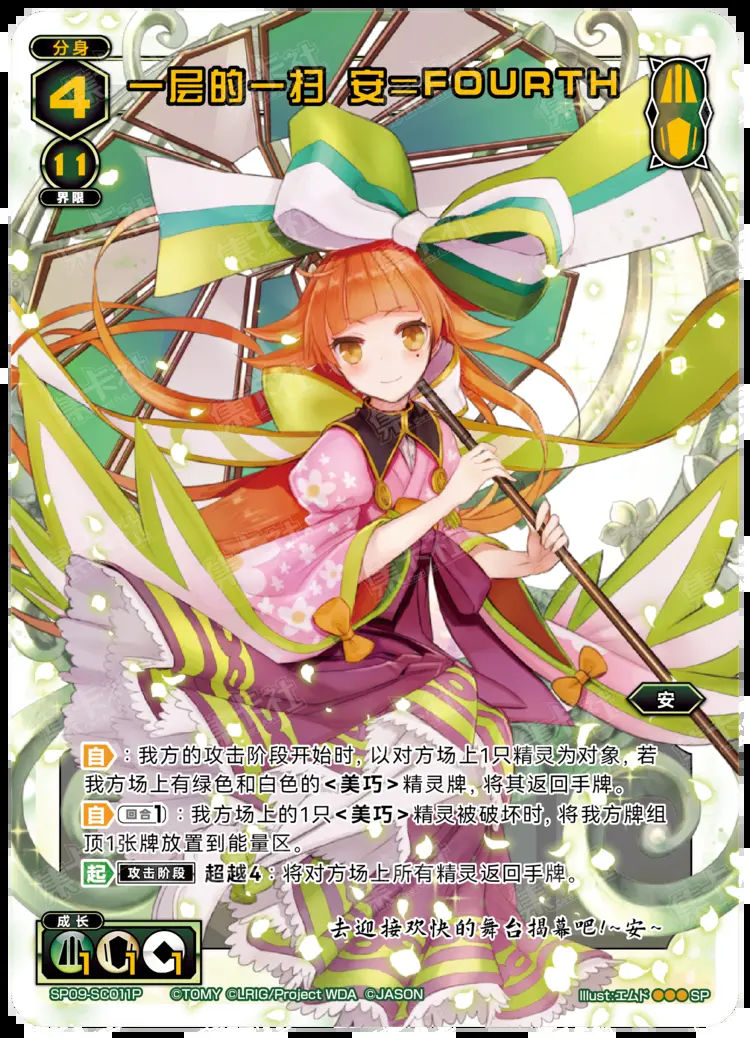 分身
4
一层的一扫 安=FOURTH
11
界限
安
自：我方的攻击阶段开始时，以对方场上1只精灵为对象，若
我方场上有绿色和白色的<美巧>精灵牌，将其返回手牌。
自 回合1：我方场上的1只<美巧>精灵被破坏时，将我方牌组
顶1张牌放置到能量区。
起 攻击阶段 超越4：将对方场上所有精灵返回手牌。
去迎接欢快的舞台揭幕吧!~安~
成长
1 1 1
SP09-SC011P ©TOMY ©LRIG/Project WDA ©JASON Illust:エムド SP
集卡社